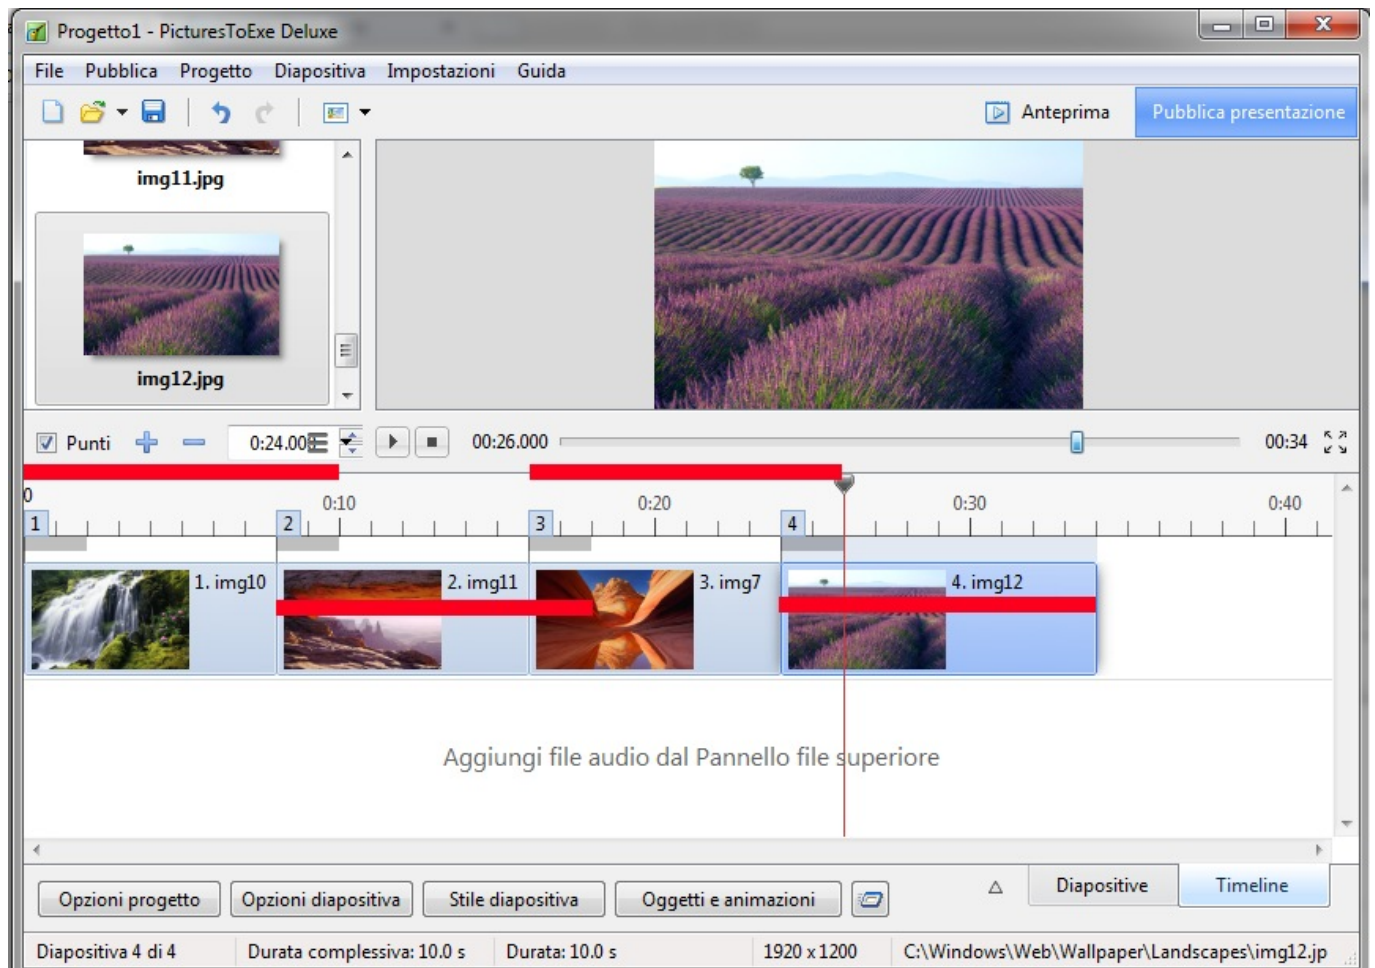 Progetto1 - PicturesToExe Deluxe
File Pubblica Progetto Diapositiva Impostazioni Guida
Anteprima Pubblica presentazione
img11.jpg
img12.jpg
Punti 0:24.00 00:26.000 00:34
0 0:10 0:20 0:30 0:40
1 2 3 4
1. img10 2. img11 3. img7 4. img12
Aggiungi file audio dal Pannello file superiore
Diapositive Timeline
Opzioni progetto Opzioni diapositiva Stile diapositiva Oggetti e animazioni
Diapositiva 4 di 4 Durata complessiva: 10.0 s Durata: 10.0 s 1920 x 1200 C:\Windows\Web\Wallpaper\Landscapes\img12.jp